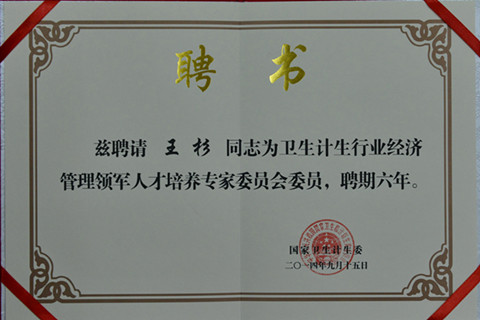 聘书
兹聘请 王杉 同志为卫生计生行业经济
管理领军人才培养专家委员会委员，聘期六年。
国家卫生计生委
二〇一四年九月十五日